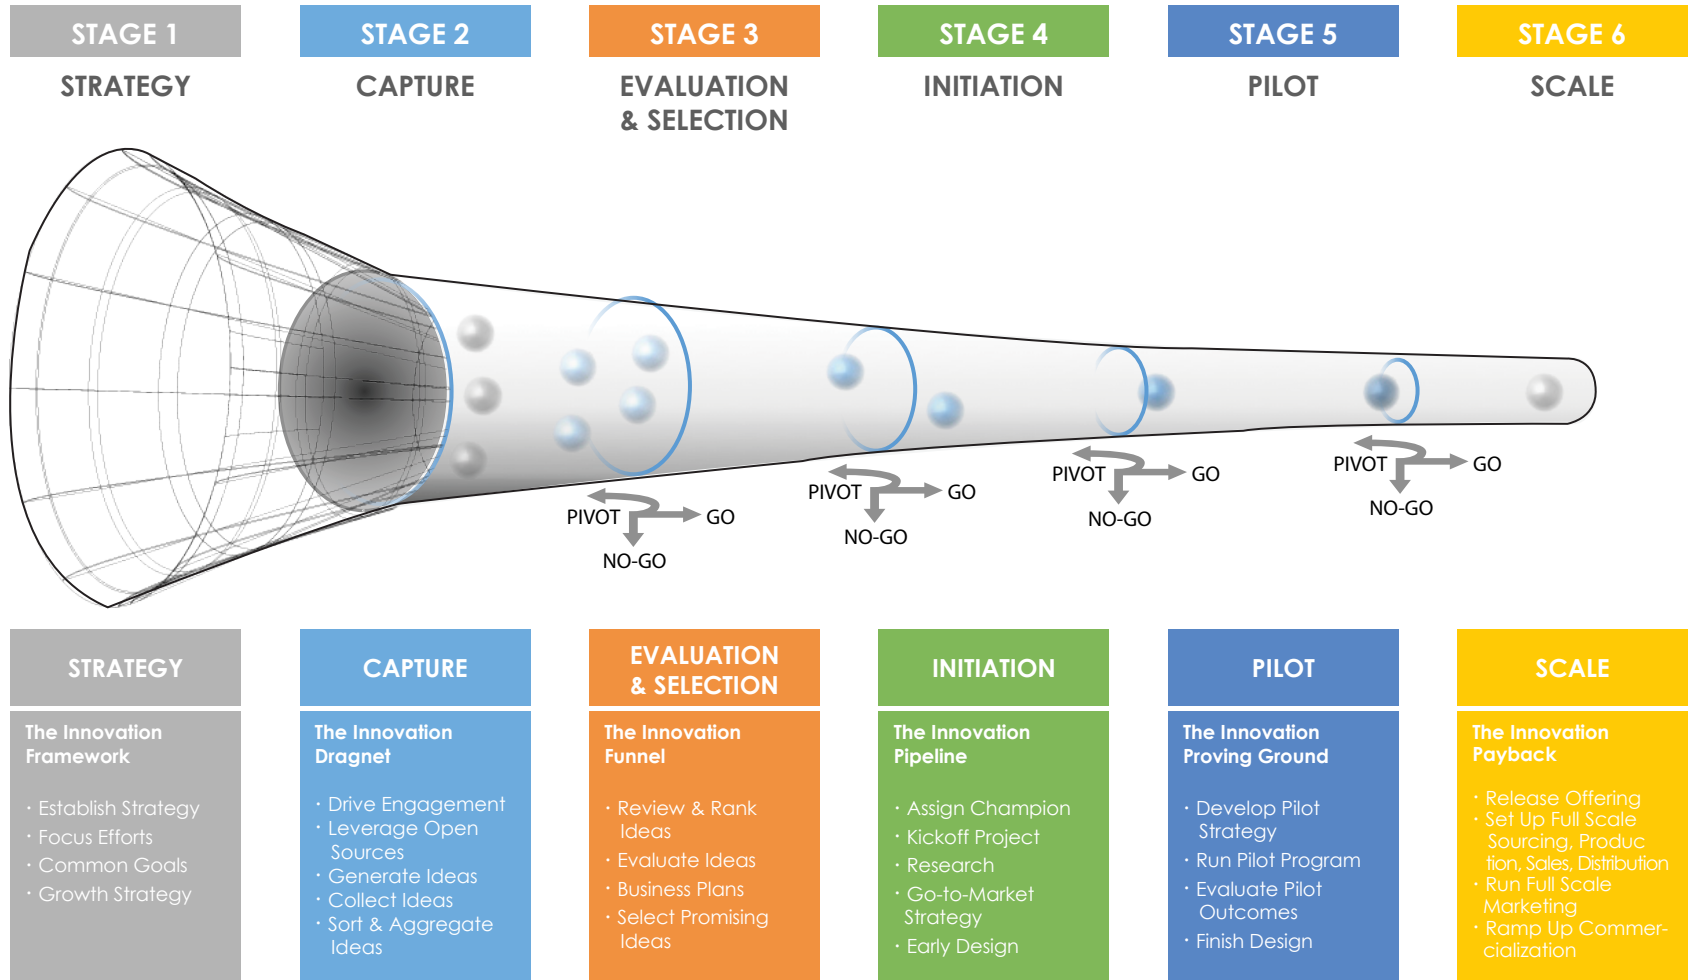 STAGE 1
STAGE 2
STAGE 3
STAGE 4
STAGE 5
STAGE 6
STRATEGY
CAPTURE
EVALUATION
& SELECTION
INITIATION
PILOT
SCALE
PIVOT
GO
NO-GO
PIVOT
GO
NO-GO
PIVOT
GO
NO-GO
PIVOT
GO
NO-GO
STRATEGY
The Innovation
Framework
· Establish Strategy
· Focus Efforts
· Common Goals
· Growth Strategy
CAPTURE
The Innovation
Dragnet
· Drive Engagement
· Leverage Open
Sources
· Generate Ideas
· Collect Ideas
· Sort & Aggregate
Ideas
EVALUATION
& SELECTION
The Innovation
Funnel
· Review & Rank
Ideas
· Evaluate Ideas
· Business Plans
· Select Promising
Ideas
INITIATION
The Innovation
Pipeline
· Assign Champion
· Kickoff Project
· Research
· Go-to-Market
Strategy
· Early Design
PILOT
The Innovation
Proving Ground
· Develop Pilot
Strategy
· Run Pilot Program
· Evaluate Pilot
Outcomes
· Finish Design
SCALE
The Innovation
Payback
· Release Offering
· Set Up Full Scale
Sourcing, Produc
tion, Sales, Distribution
· Run Full Scale
Marketing
· Ramp Up Commer-
cialization